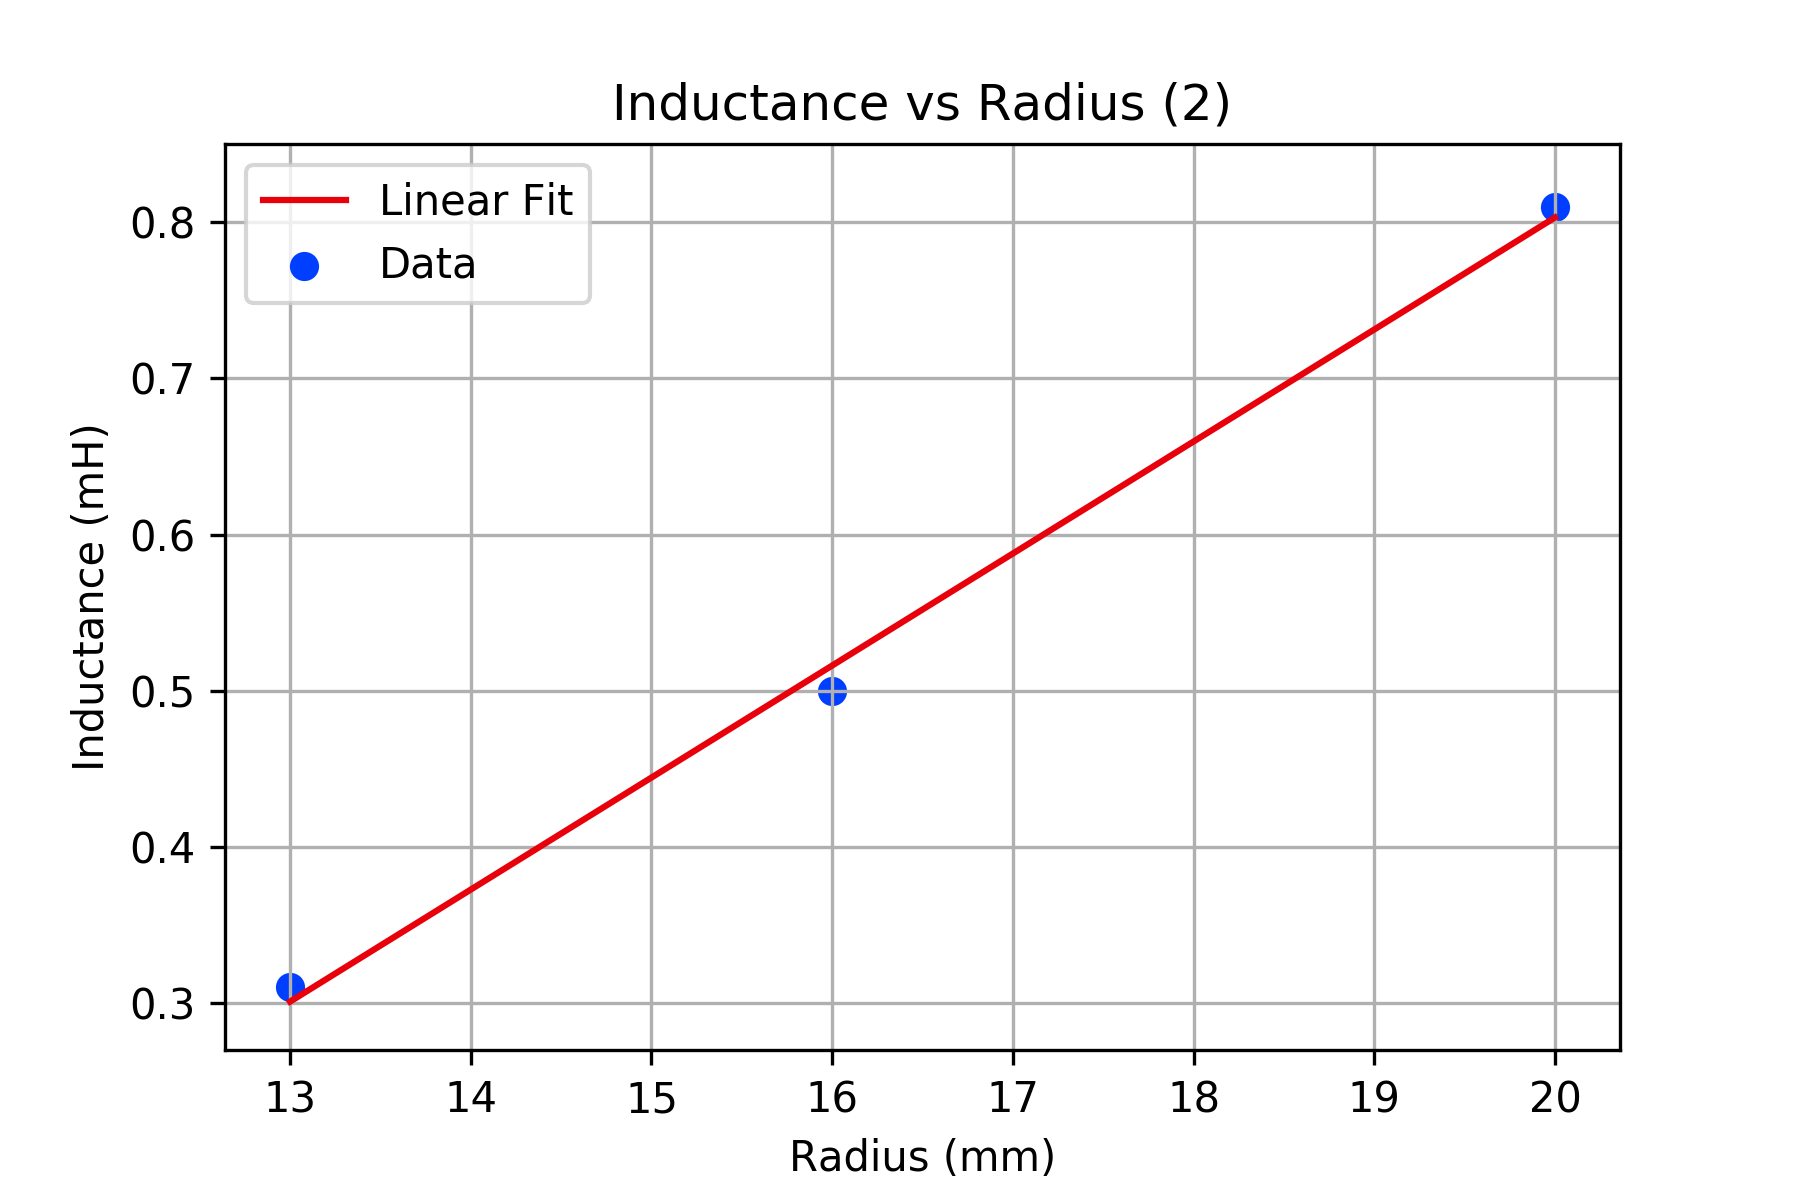 Inductance vs Radius (2)
Linear Fit
Data
0.8
0.7
0.6
0.5
0.4
0.3
Inductance (mH)
13 14 15 16 17 18 19 20
Radius (mm)